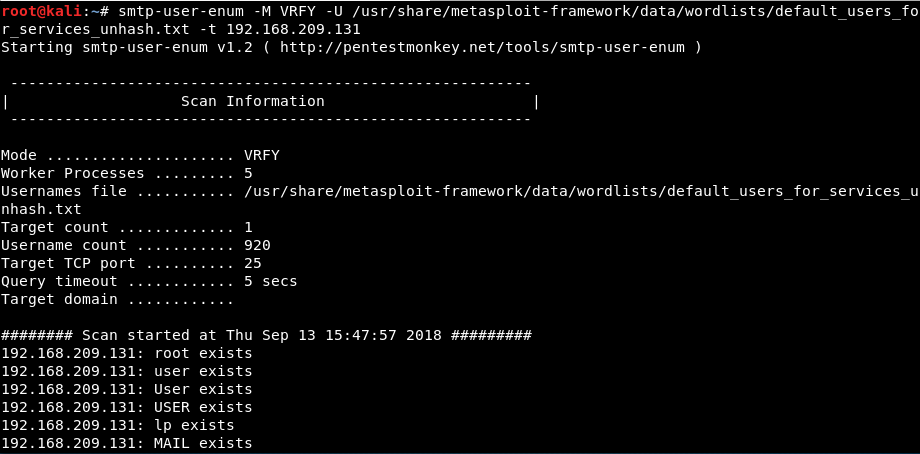 root@kali:~# smtp-user-enum -M VRFY -U /usr/share/metasploit-framework/data/wordlists/default_users_fo
r_services_unhash.txt -t 192.168.209.131
Starting smtp-user-enum v1.2 ( http://pentestmonkey.net/tools/smtp-user-enum )
 ----------------------------------------------------------
|                   Scan Information                       |
 ----------------------------------------------------------
Mode ..................... VRFY
Worker Processes ......... 5
Usernames file ........... /usr/share/metasploit-framework/data/wordlists/default_users_for_services_u
nhash.txt
Target count ............. 1
Username count ........... 920
Target TCP port .......... 25
Query timeout ............ 5 secs
Target domain ............
######## Scan started at Thu Sep 13 15:47:57 2018 #########
192.168.209.131: root exists
192.168.209.131: user exists
192.168.209.131: User exists
192.168.209.131: USER exists
192.168.209.131: lp exists
192.168.209.131: MAIL exists